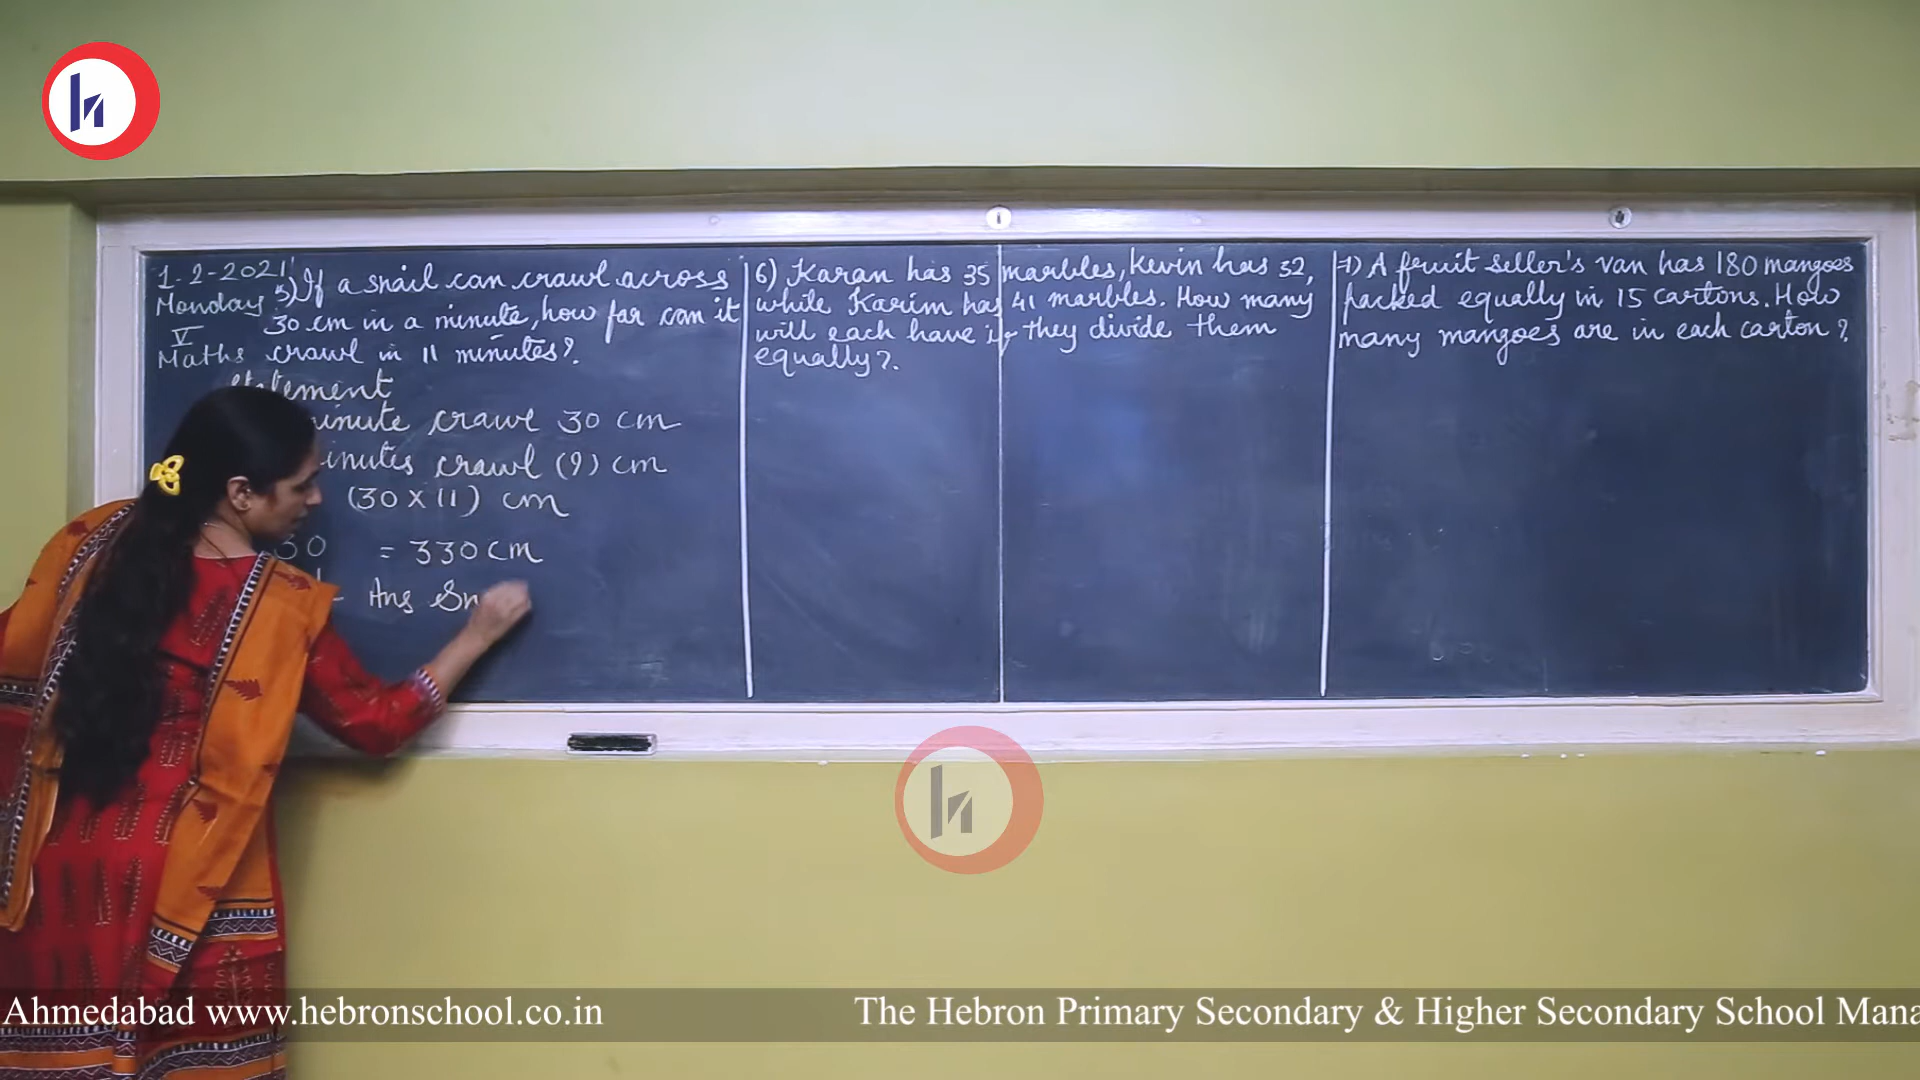 1-2-2021
Monday
V
Maths
5) If a snail can crawl across
30 cm in a minute, how far can it
crawl in 11 minutes?
Statement
minute crawl 30 cm
minutes crawl (?) cm
(30 x 11) cm
30 = 330 cm
Ans Sn
6) Karan has 35 marbles, Kevin has 32,
while Karim has 41 marbles. How many
will each have if they divide them
equally?
7) A fruit seller's van has 180 mangoes
packed equally in 15 cartons. How
many mangoes are in each carton?
Ahmedabad www.hebronschool.co.in The Hebron Primary Secondary & Higher Secondary School Mana